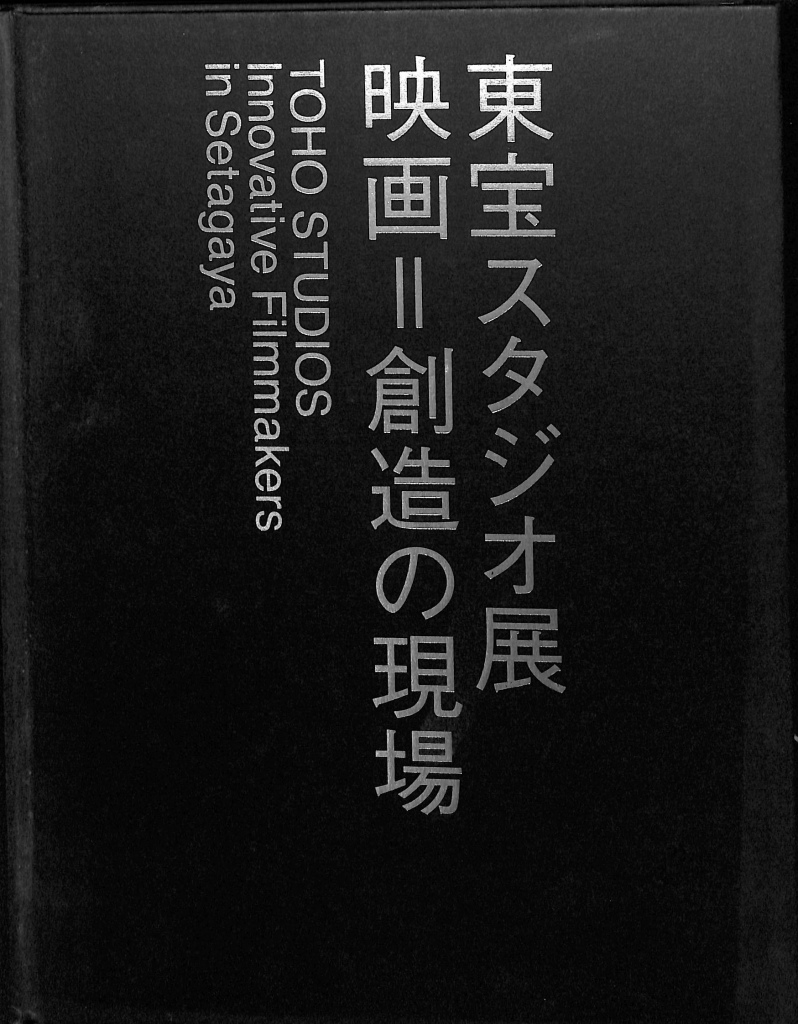 東宝スタジオ展
映画＝創造の現場
TOHO STUDIOS
Innovative Filmmakers
in Setagaya